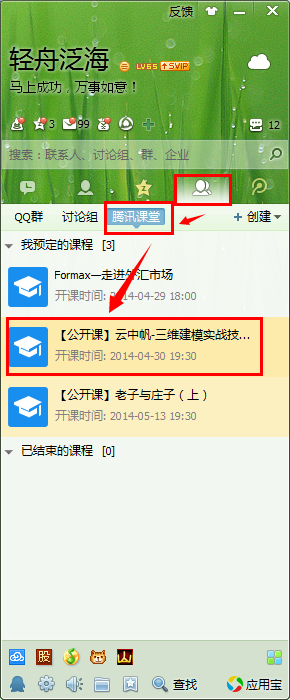 反馈
轻舟泛海
LV65 SVIP
马上成功，万事如意！
3 99 12
搜索：联系人、讨论组、群、企业
QQ群 讨论组 腾讯课堂 + 创建
我预定的课程 [3]
Formax—走进外汇市场
开课时间: 2014-04-29 18:00
【公开课】云中帆-三维建模实战技...
开课时间: 2014-04-30 19:30
【公开课】老子与庄子（上）
开课时间: 2014-05-13 19:30
已结束的课程 [0]
股
查找 应用宝